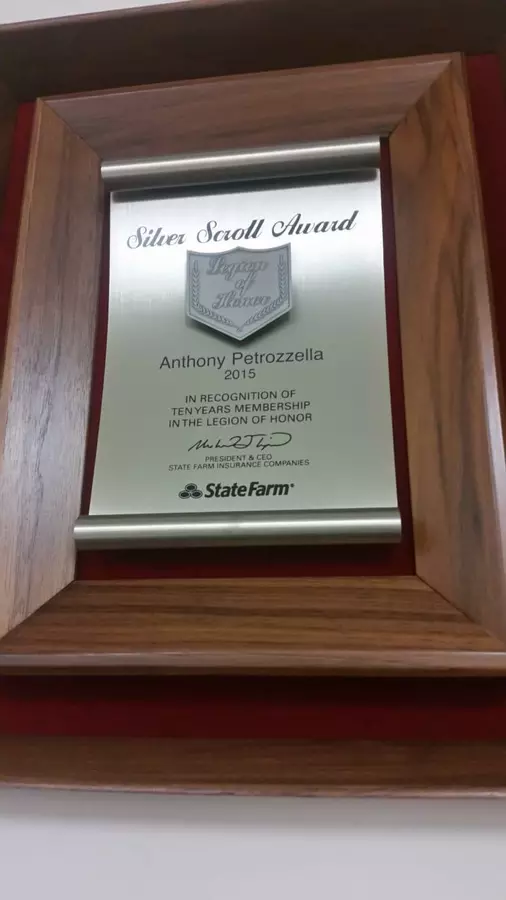 Silver Scroll Award
Legion
of
Honor
Anthony Petrozzella
2015
IN RECOGNITION OF
TEN YEARS MEMBERSHIP
IN THE LEGION OF HONOR
PRESIDENT & CEO
STATE FARM INSURANCE COMPANIES
StateFarm®